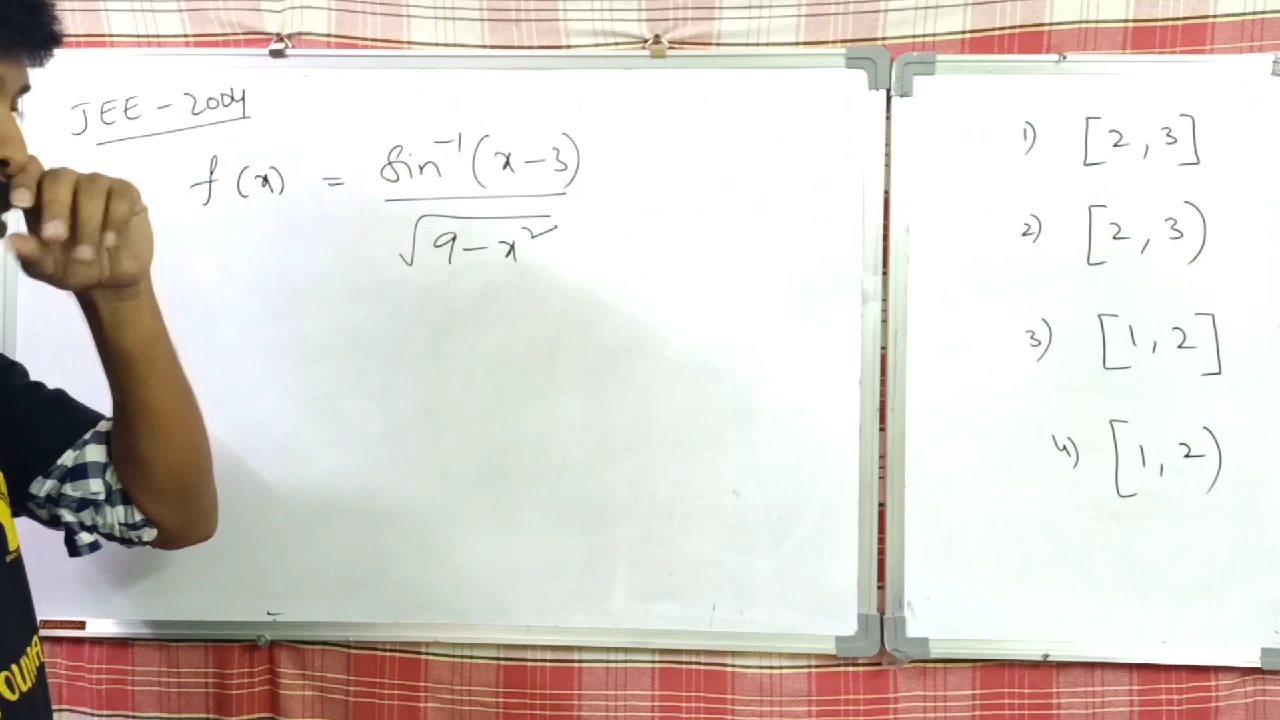 JEE - 2004
f(x) = sin⁻¹(x-3) / √(9-x²)
1) [2, 3]
2) [2, 3)
3) [1, 2]
4) [1, 2)